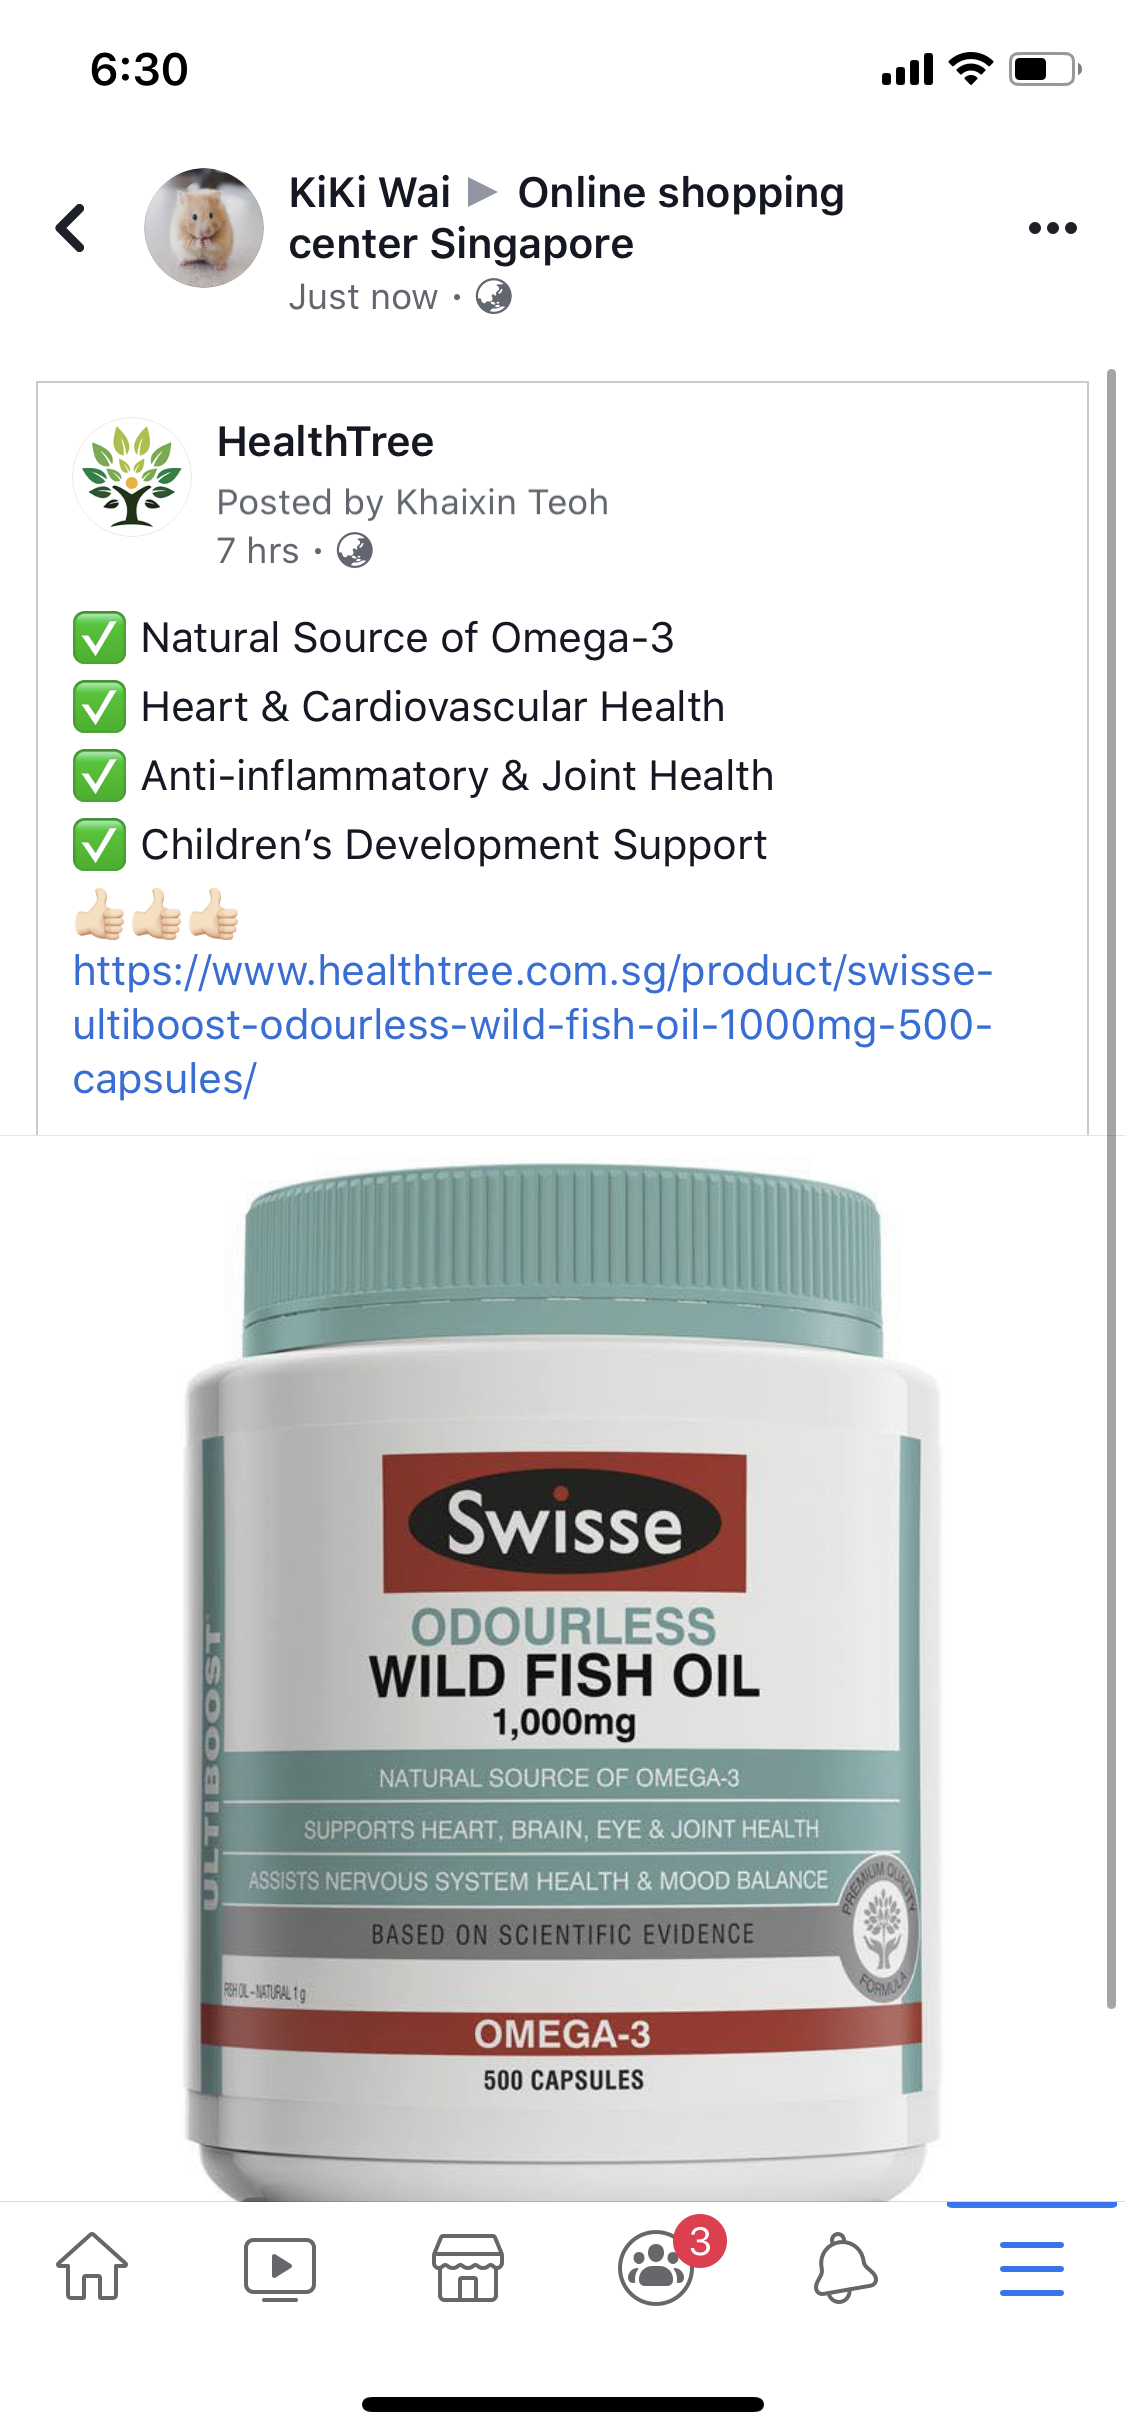 6:30
KiKi Wai ▶ Online shopping
center Singapore
Just now ·
HealthTree
Posted by Khaixin Teoh
7 hrs ·
✅ Natural Source of Omega-3
✅ Heart & Cardiovascular Health
✅ Anti-inflammatory & Joint Health
✅ Children’s Development Support
👍🏻👍🏻👍🏻
https://www.healthtree.com.sg/product/swisse-
ultiboost-odourless-wild-fish-oil-1000mg-500-
capsules/
Swisse
ODOURLESS
WILD FISH OIL
1,000mg
ULTIBOOST
NATURAL SOURCE OF OMEGA-3
SUPPORTS HEART, BRAIN, EYE & JOINT HEALTH
ASSISTS NERVOUS SYSTEM HEALTH & MOOD BALANCE
BASED ON SCIENTIFIC EVIDENCE
PREMIUM QUALITY
FORMULA
FISH OIL – NATURAL 1 g
OMEGA-3
500 CAPSULES
3